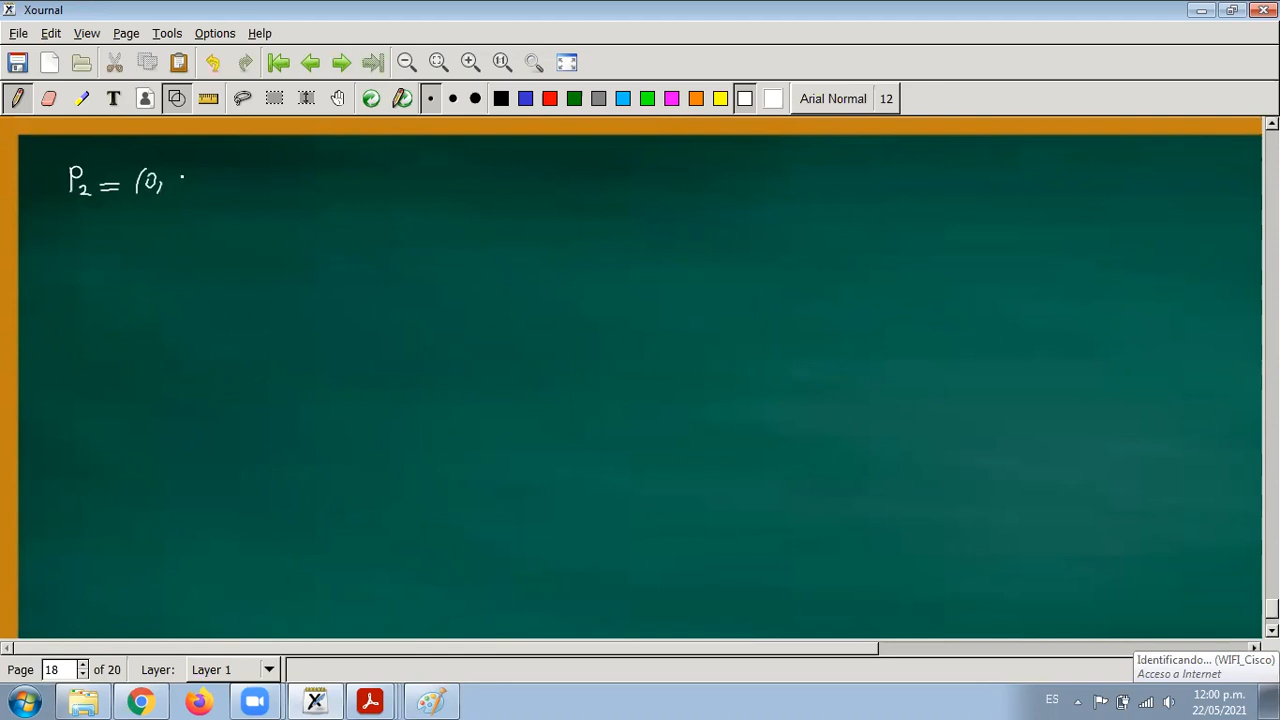 Xournal
File Edit View Page Tools Options Help
Arial Normal 12
P₂ = (0,
Page 18 of 20 Layer: Layer 1
Identificando... (WIFI_Cisco)
Acceso a Internet
ES
12:00 p.m.
22/05/2021